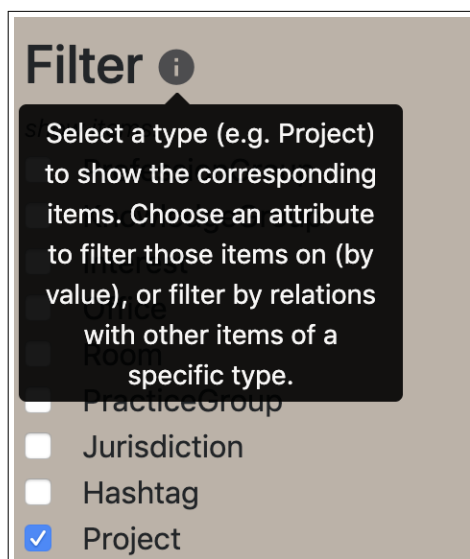 Filter
Select a type (e.g. Project)
to show the corresponding
items. Choose an attribute
to filter those items on (by
value), or filter by relations
with other items of a
specific type.
PracticeGroup
Jurisdiction
Hashtag
Project